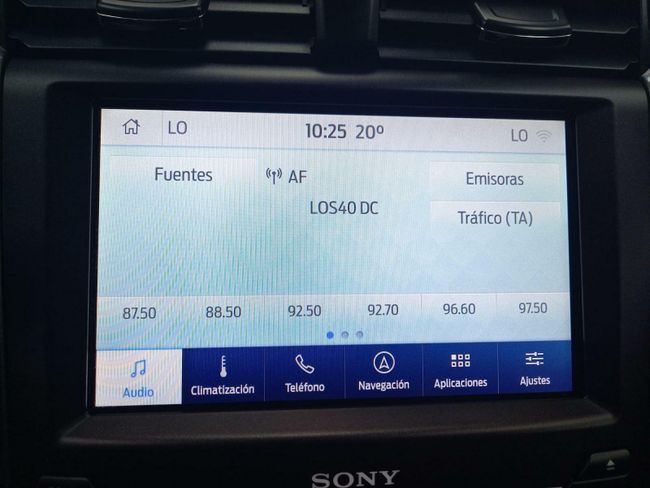 LO 10:25 20º LO
Fuentes
AF
Emisoras
LOS40 DC
Tráfico (TA)
87.50 88.50 92.50 92.70 96.60 97.50
Audio Climatización Teléfono Navegación Aplicaciones Ajustes
SONY